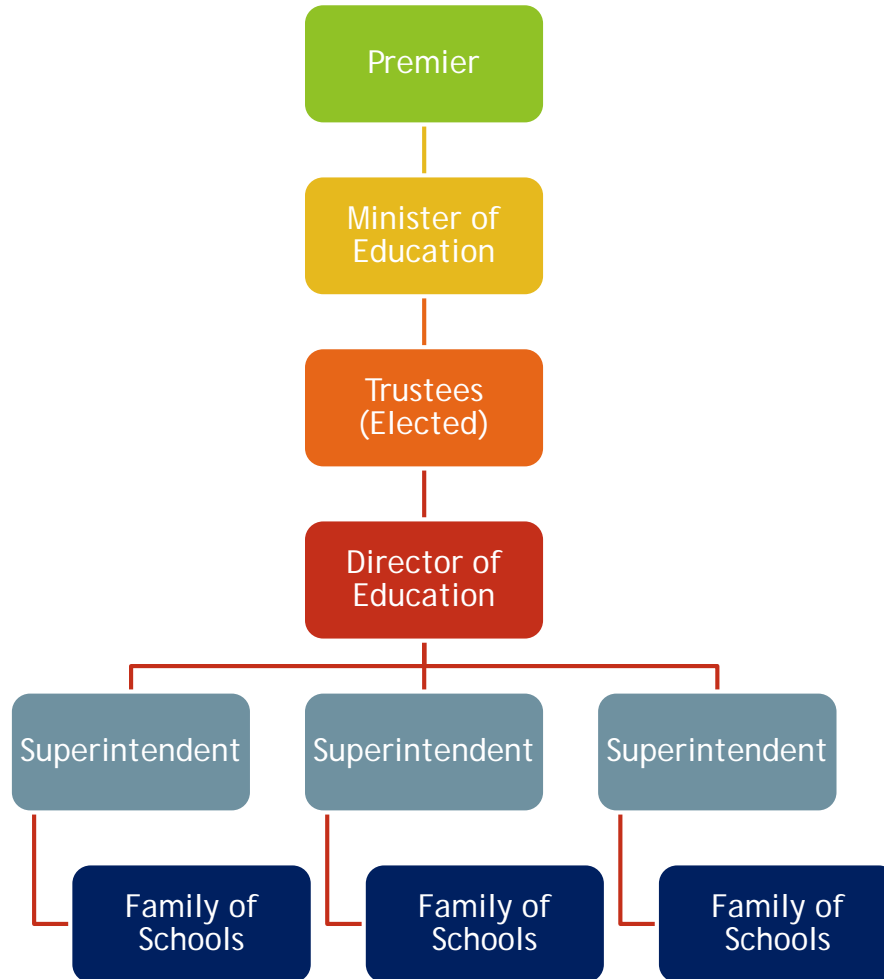 Premier
Minister of
Education
Trustees
(Elected)
Director of
Education
Superintendent
Superintendent
Superintendent
Family of
Schools
Family of
Schools
Family of
Schools